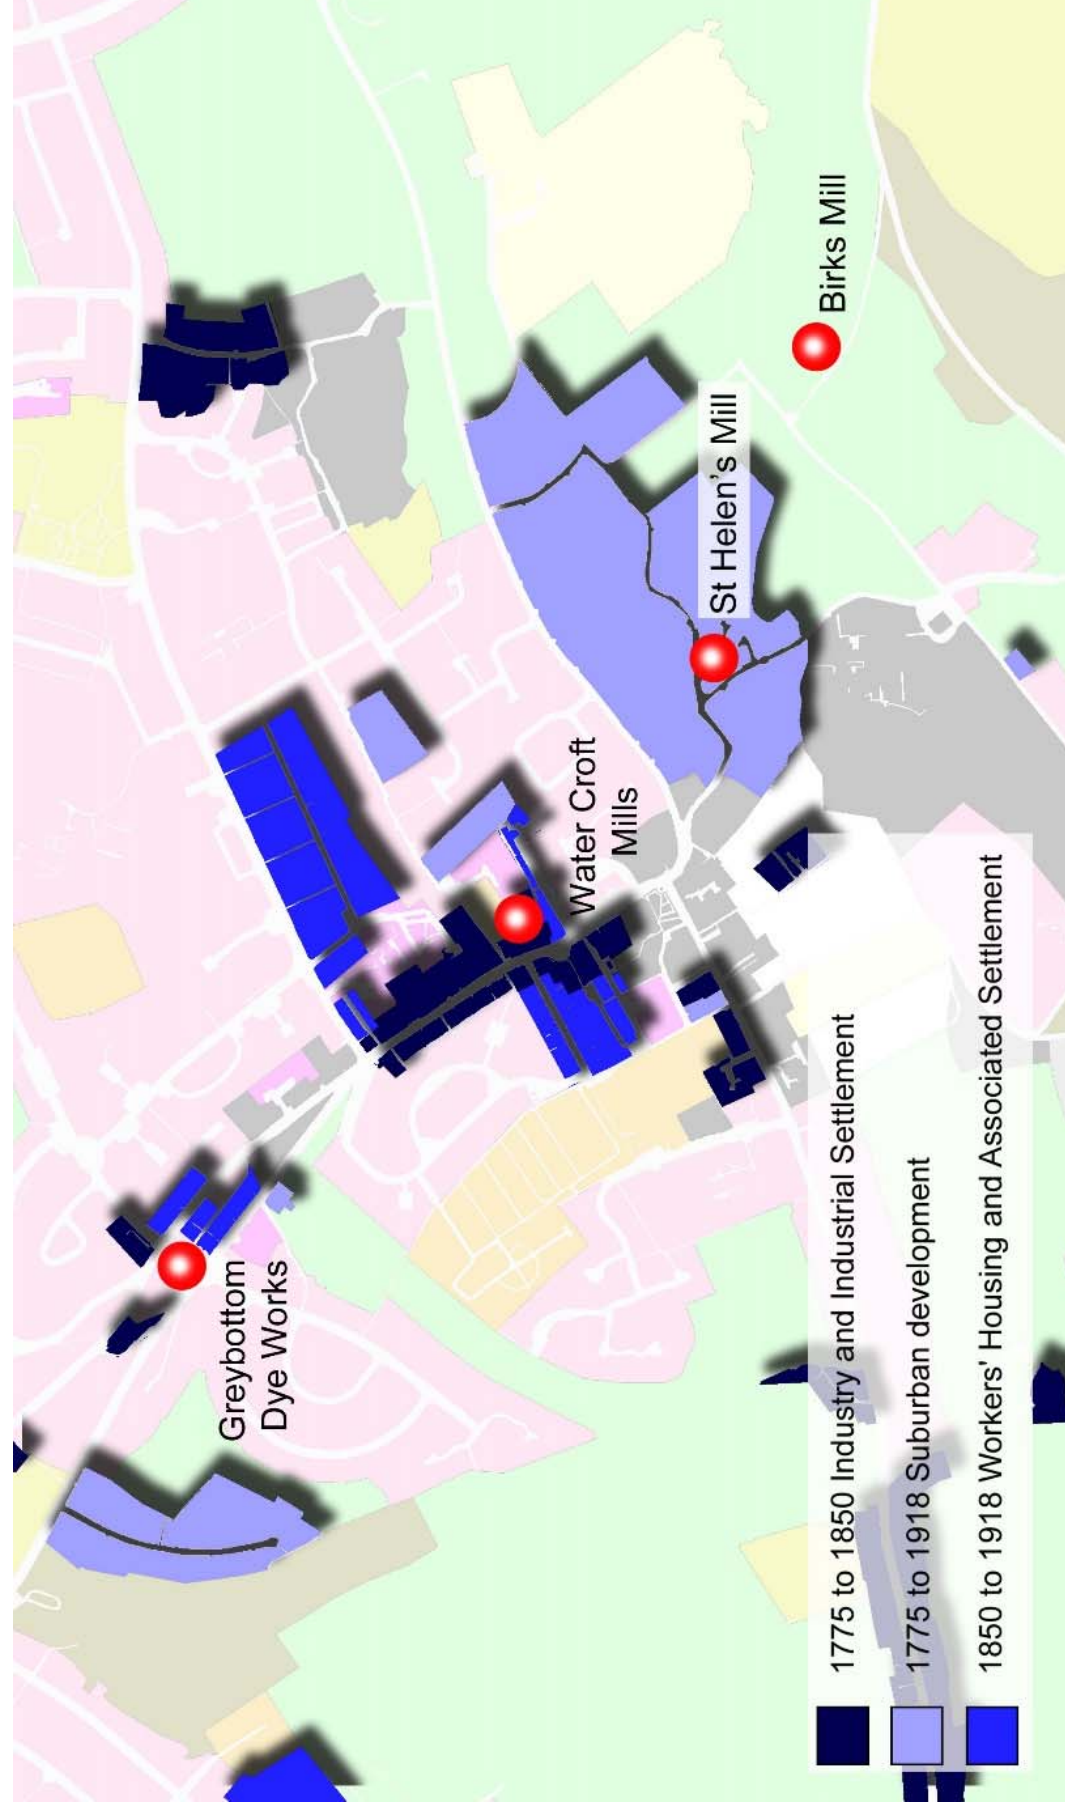 Greybottom
Dye Works
Water Croft
Mills
St Helen's Mill
Birks Mill
1775 to 1850 Industry and Industrial Settlement
1775 to 1918 Suburban development
1850 to 1918 Workers' Housing and Associated Settlement